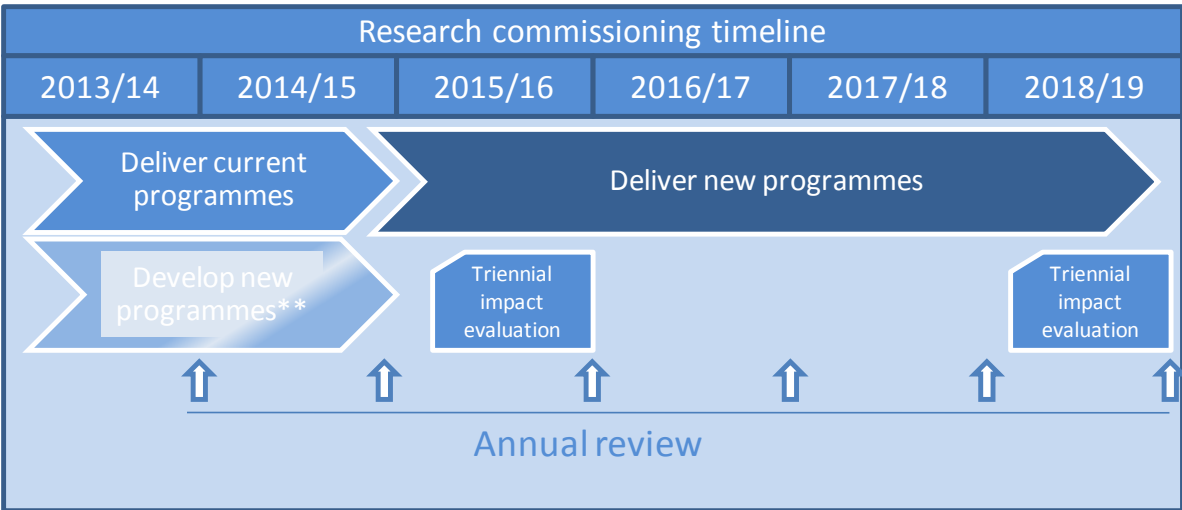 Research commissioning timeline
2013/14 2014/15 2015/16 2016/17 2017/18 2018/19
Deliver current
programmes
Deliver new programmes
Develop new
programmes**
Triennial
impact
evaluation
Triennial
impact
evaluation
Annual review